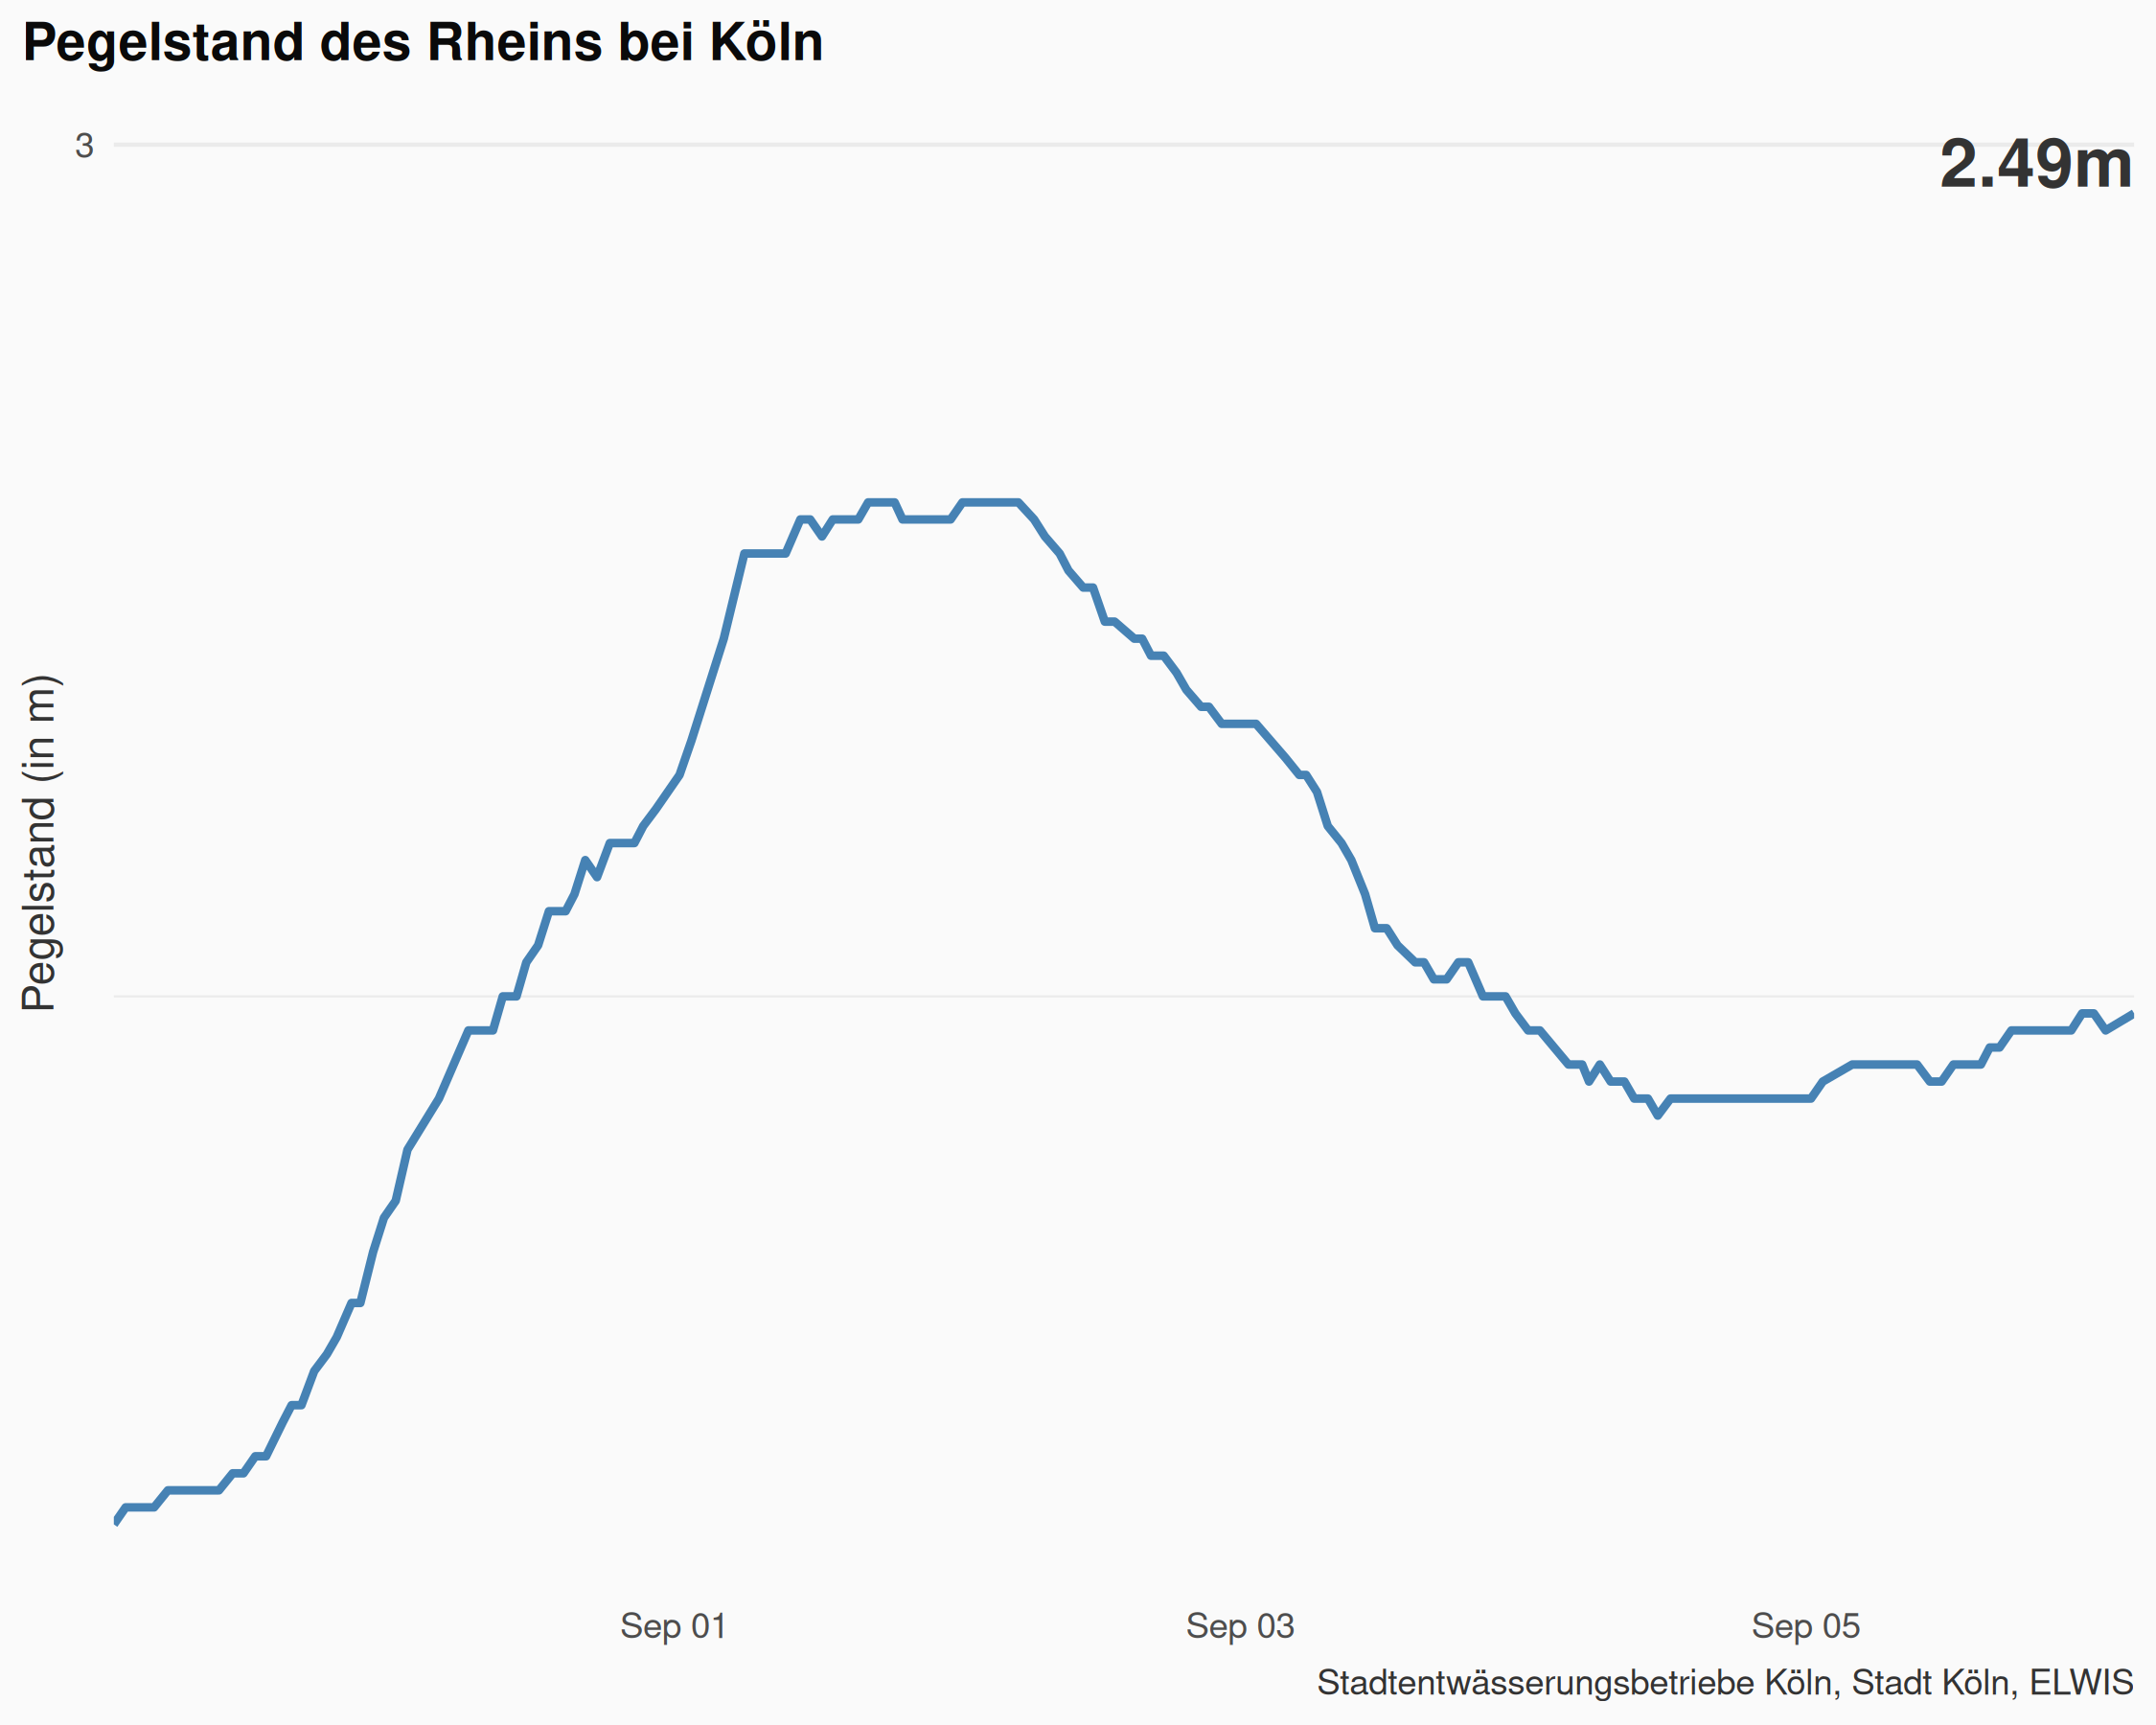 Pegelstand des Rheins bei Köln
3
2.49m
Pegelstand (in m)
Sep 01
Sep 03
Sep 05
Stadtentwässerungsbetriebe Köln, Stadt Köln, ELWIS